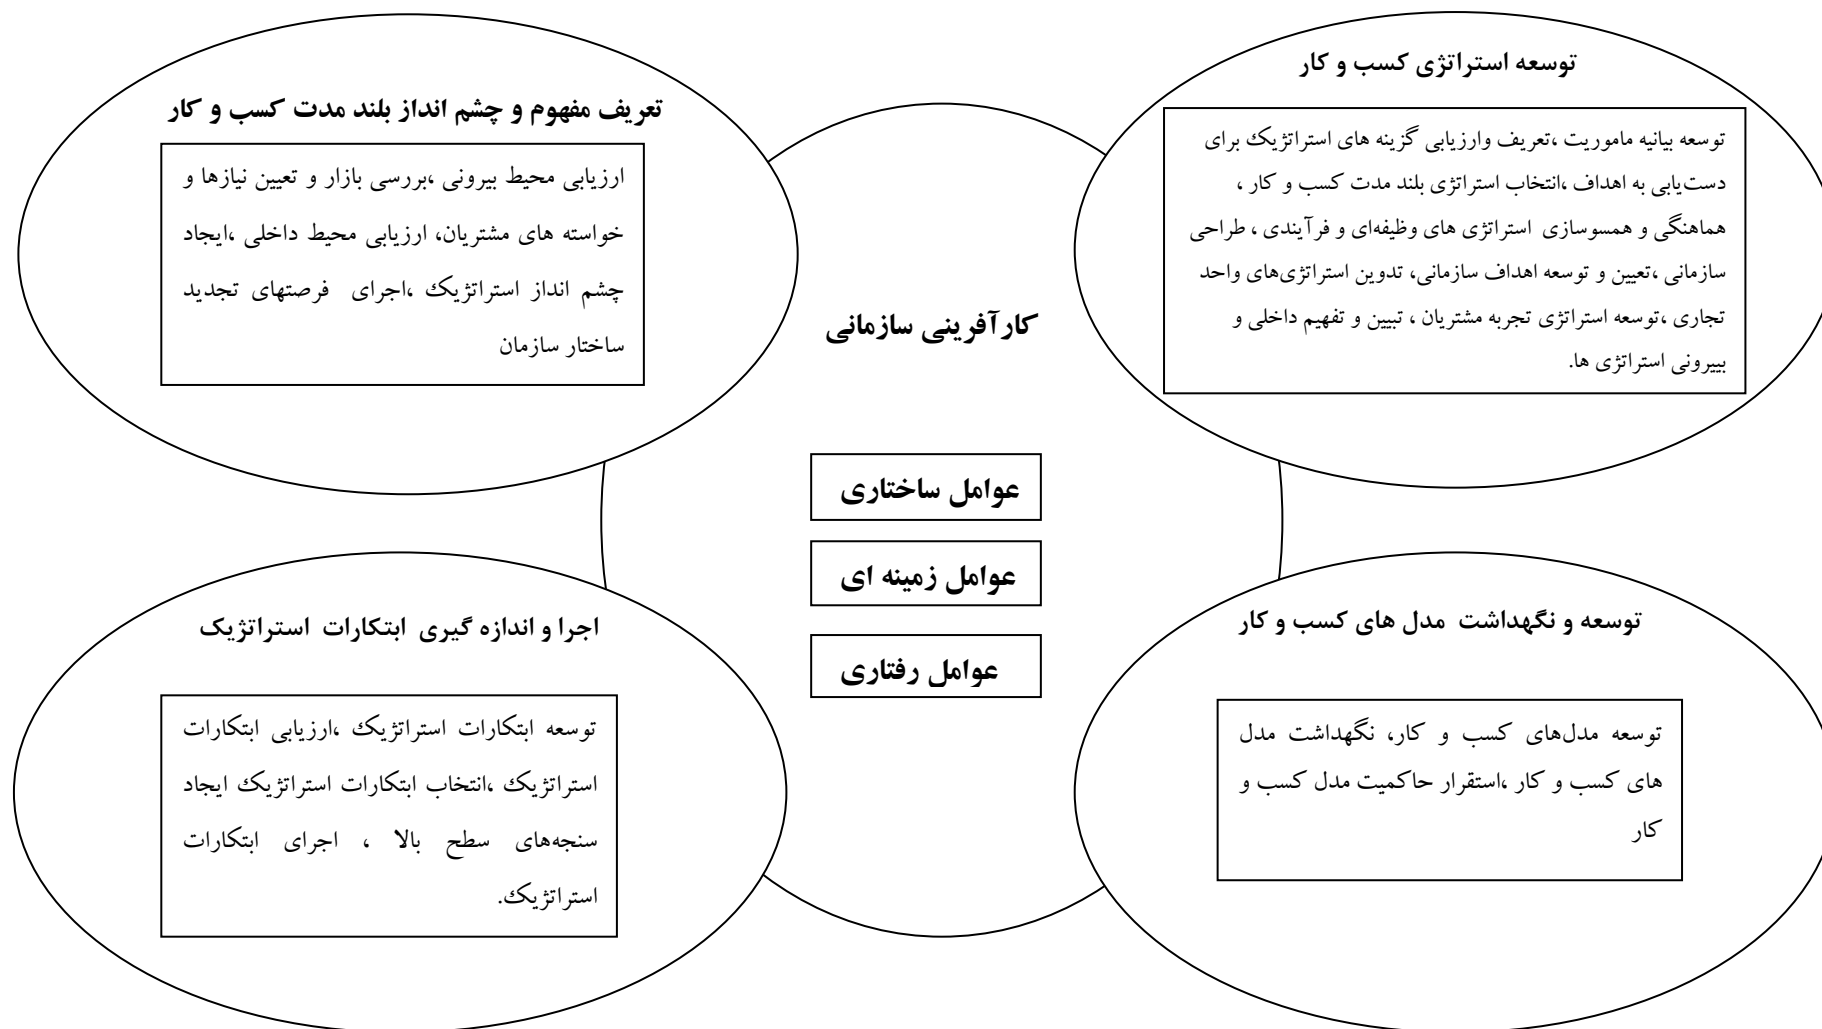 توسعه استراتژی کسب و کار
توسعه بیانیه ماموریت ،تعریف وارزیابی گزینه های استراتژیک برای
دست‌یابی به اهداف ،انتخاب استراتژی بلند مدت کسب و کار ،
هماهنگی و همسوسازی استراتژی های وظیفه‌ای و فرآیندی ، طراحی
سازمانی ،تعیین و توسعه اهداف سازمانی، تدوین استراتژی‌های واحد
تجاری ،توسعه استراتژی تجربه مشتریان ، تبیین و تفهیم داخلی و
بییرونی استراتژی ها.
تعریف مفهوم و چشم انداز بلند مدت کسب و کار
ارزیابی محیط بیرونی ،بررسی بازار و تعیین نیازها و
خواسته های مشتریان، ارزیابی محیط داخلی ،ایجاد
چشم انداز استراتژیک ،اجرای فرصتهای تجدید
ساختار سازمان
کارآفرینی سازمانی
عوامل ساختاری
عوامل زمینه ای
عوامل رفتاری
توسعه و نگهداشت مدل های کسب و کار
توسعه مدل‌های کسب و کار، نگهداشت مدل
های کسب و کار ،استقرار حاکمیت مدل کسب و
کار
اجرا و اندازه گیری ابتکارات استراتژیک
توسعه ابتکارات استراتژیک ،ارزیابی ابتکارات
استراتژیک ،انتخاب ابتکارات استراتژیک ایجاد
سنجه‌های سطح بالا ، اجرای ابتکارات
استراتژیک.